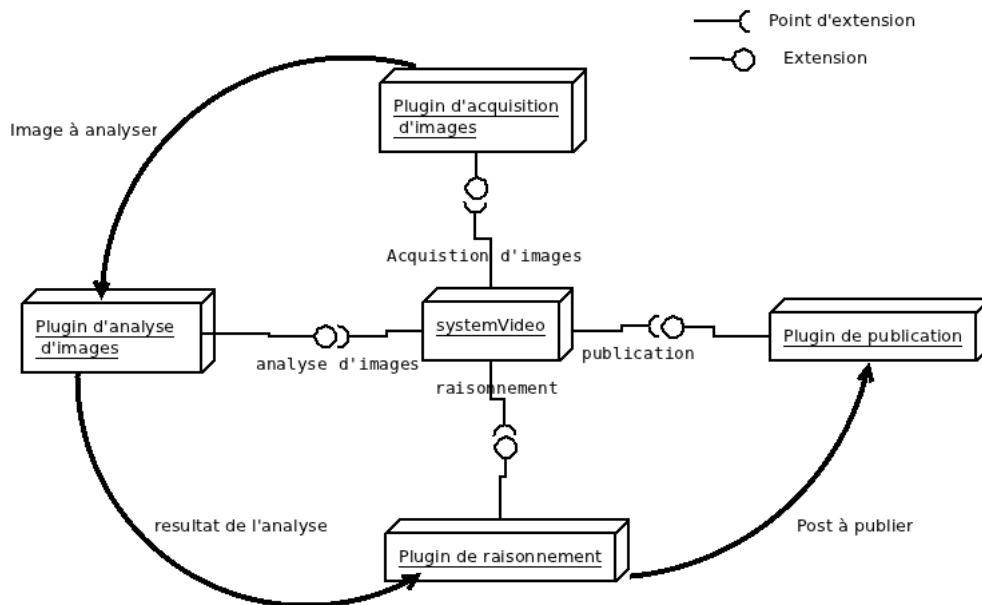 Point d'extension
Extension
Plugin d'acquisition
d'images
Image à analyser
Acquistion d'images
Plugin d'analyse
d'images
systemVideo
Plugin de publication
analyse d'images
publication
raisonnement
resultat de l'analyse
Post à publier
Plugin de raisonnement